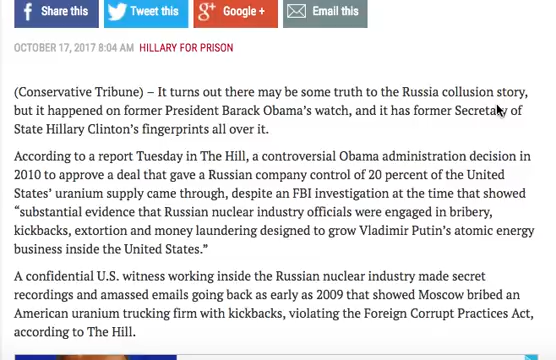 Share this
Tweet this
Google +
Email this
OCTOBER 17, 2017 8:04 AM HILLARY FOR PRISON
(Conservative Tribune) – It turns out there may be some truth to the Russia collusion story,
but it happened on former President Barack Obama’s watch, and it has former Secretary of
State Hillary Clinton’s fingerprints all over it.
According to a report Tuesday in The Hill, a controversial Obama administration decision in
2010 to approve a deal that gave a Russian company control of 20 percent of the United
States’ uranium supply came through, despite an FBI investigation at the time that showed
“substantial evidence that Russian nuclear industry officials were engaged in bribery,
kickbacks, extortion and money laundering designed to grow Vladimir Putin’s atomic energy
business inside the United States.”
A confidential U.S. witness working inside the Russian nuclear industry made secret
recordings and amassed emails going back as early as 2009 that showed Moscow bribed an
American uranium trucking firm with kickbacks, violating the Foreign Corrupt Practices Act,
according to The Hill.